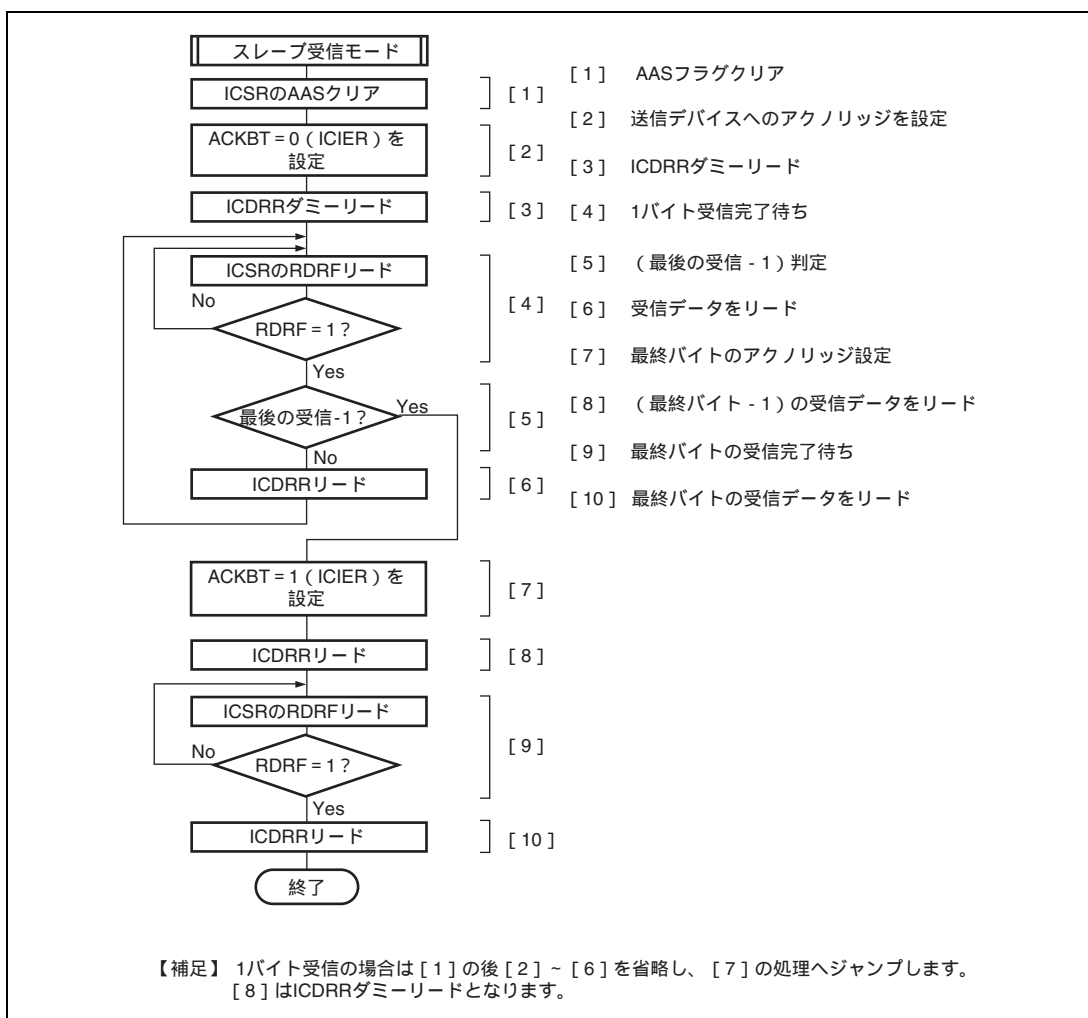 スレーブ受信モード
ICSRのAASクリア
[ 1 ]
ACKBT = 0 ( ICIER ) を
設定
[ 2 ]
ICDRRダミーリード
[ 3 ]
ICSRのRDRFリード
No
RDRF = 1 ?
[ 4 ]
Yes
最後の受信 - 1 ?
Yes
[ 5 ]
No
ICDRRリード
[ 6 ]
ACKBT = 1 ( ICIER ) を
設定
[ 7 ]
ICDRRリード
[ 8 ]
ICSRのRDRFリード
No
RDRF = 1 ?
[ 9 ]
Yes
ICDRRリード
[ 10 ]
終了
[ 1 ] AASフラグクリア
[ 2 ] 送信デバイスへのアクノリッジを設定
[ 3 ] ICDRRダミーリード
[ 4 ] 1バイト受信完了待ち
[ 5 ] ( 最後の受信 - 1 ) 判定
[ 6 ] 受信データをリード
[ 7 ] 最終バイトのアクノリッジ設定
[ 8 ] ( 最終バイト - 1 ) の受信データをリード
[ 9 ] 最終バイトの受信完了待ち
[ 10 ] 最終バイトの受信データをリード
【補足】 1バイト受信の場合は [ 1 ] の後 [ 2 ] ~ [ 6 ] を省略し、 [ 7 ] の処理へジャンプします。
[ 8 ] はICDRRダミーリードとなります。